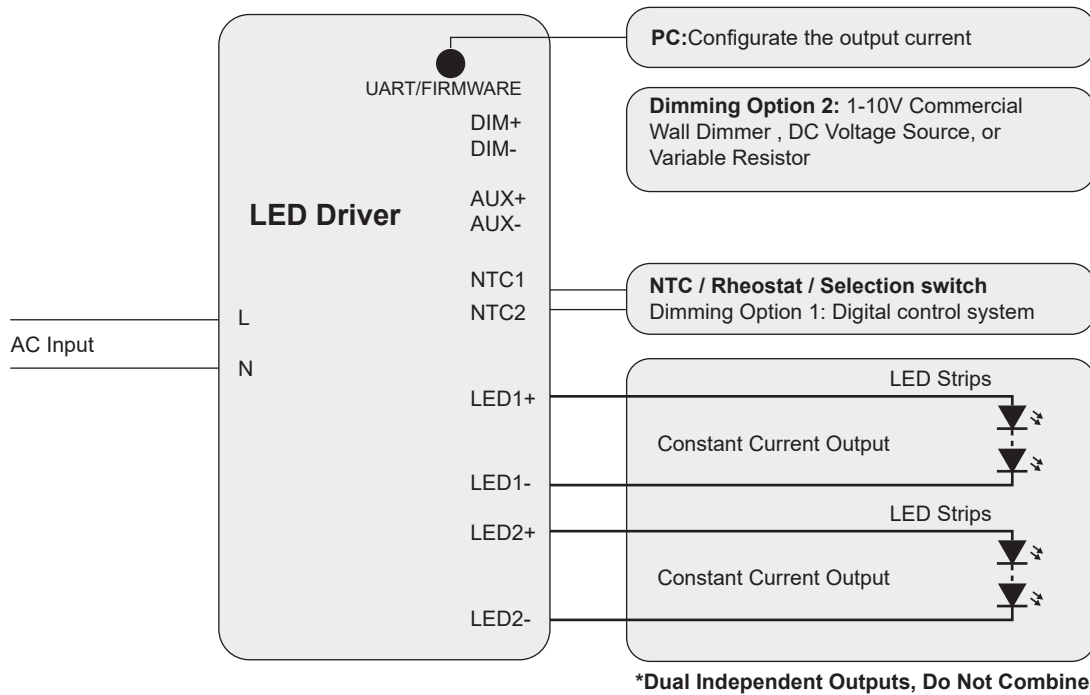 PC:Configurate the output current
UART/FIRMWARE
Dimming Option 2: 1-10V Commercial
Wall Dimmer , DC Voltage Source, or
Variable Resistor
DIM+
DIM-
AUX+
AUX-
LED Driver
NTC1
NTC2
NTC / Rheostat / Selection switch
Dimming Option 1: Digital control system
L
AC Input
N
LED Strips
LED1+
Constant Current Output
LED1-
LED Strips
LED2+
Constant Current Output
LED2-
*Dual Independent Outputs, Do Not Combine